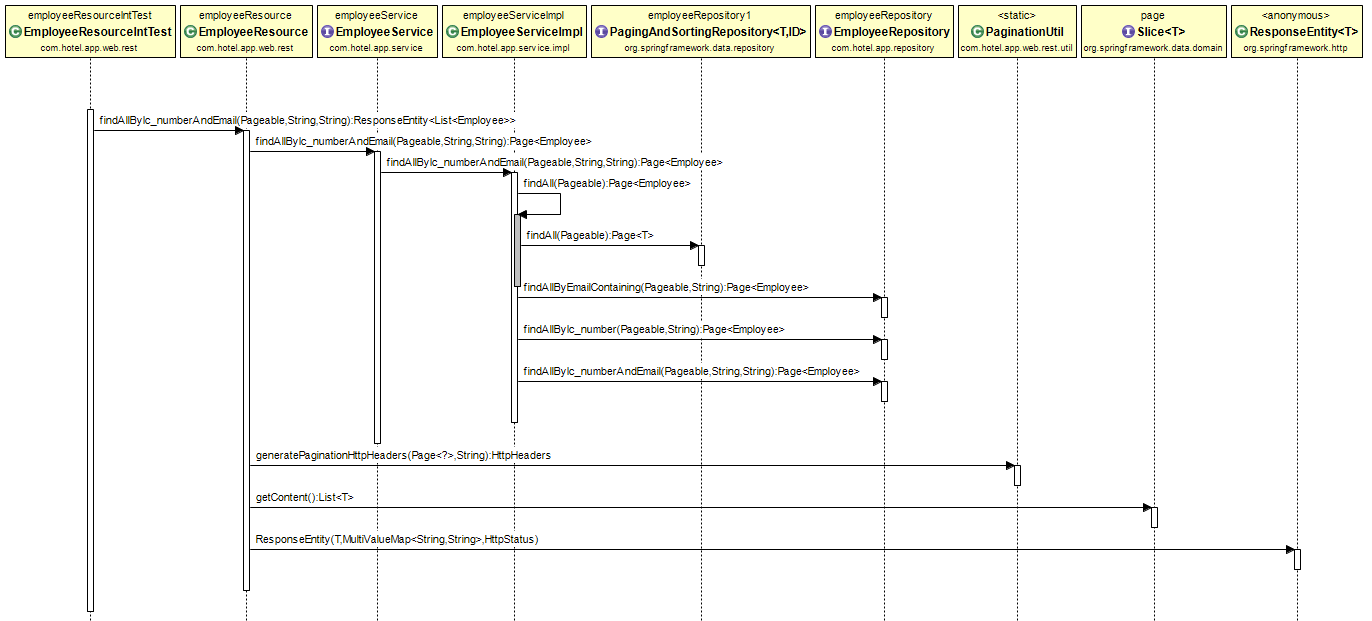 employeeResourceIntTest
C EmployeeResourceIntTest
com.hotel.app.web.rest
employeeResource
C EmployeeResource
com.hotel.app.web.rest
employeeService
I EmployeeService
com.hotel.app.service
employeeServiceImpl
C EmployeeServiceImpl
com.hotel.app.service.impl
employeeRepository1
I PagingAndSortingRepository<T,ID>
org.springframework.data.repository
employeeRepository
I EmployeeRepository
com.hotel.app.repository
<static>
C PaginationUtil
com.hotel.app.web.rest.util
page
I Slice<T>
org.springframework.data.domain
<anonymous>
C ResponseEntity<T>
org.springframework.http
findAllByIc_numberAndEmail(Pageable,String,String):ResponseEntity<List<Employee>>
findAllByIc_numberAndEmail(Pageable,String,String):Page<Employee>
findAllByIc_numberAndEmail(Pageable,String,String):Page<Employee>
findAll(Pageable):Page<Employee>
findAll(Pageable):Page<T>
findAllByEmailContaining(Pageable,String):Page<Employee>
findAllByIc_number(Pageable,String):Page<Employee>
findAllByIc_numberAndEmail(Pageable,String,String):Page<Employee>
generatePaginationHttpHeaders(Page<?>,String):HttpHeaders
getContent():List<T>
ResponseEntity(T,MultiValueMap<String,String>,HttpStatus)